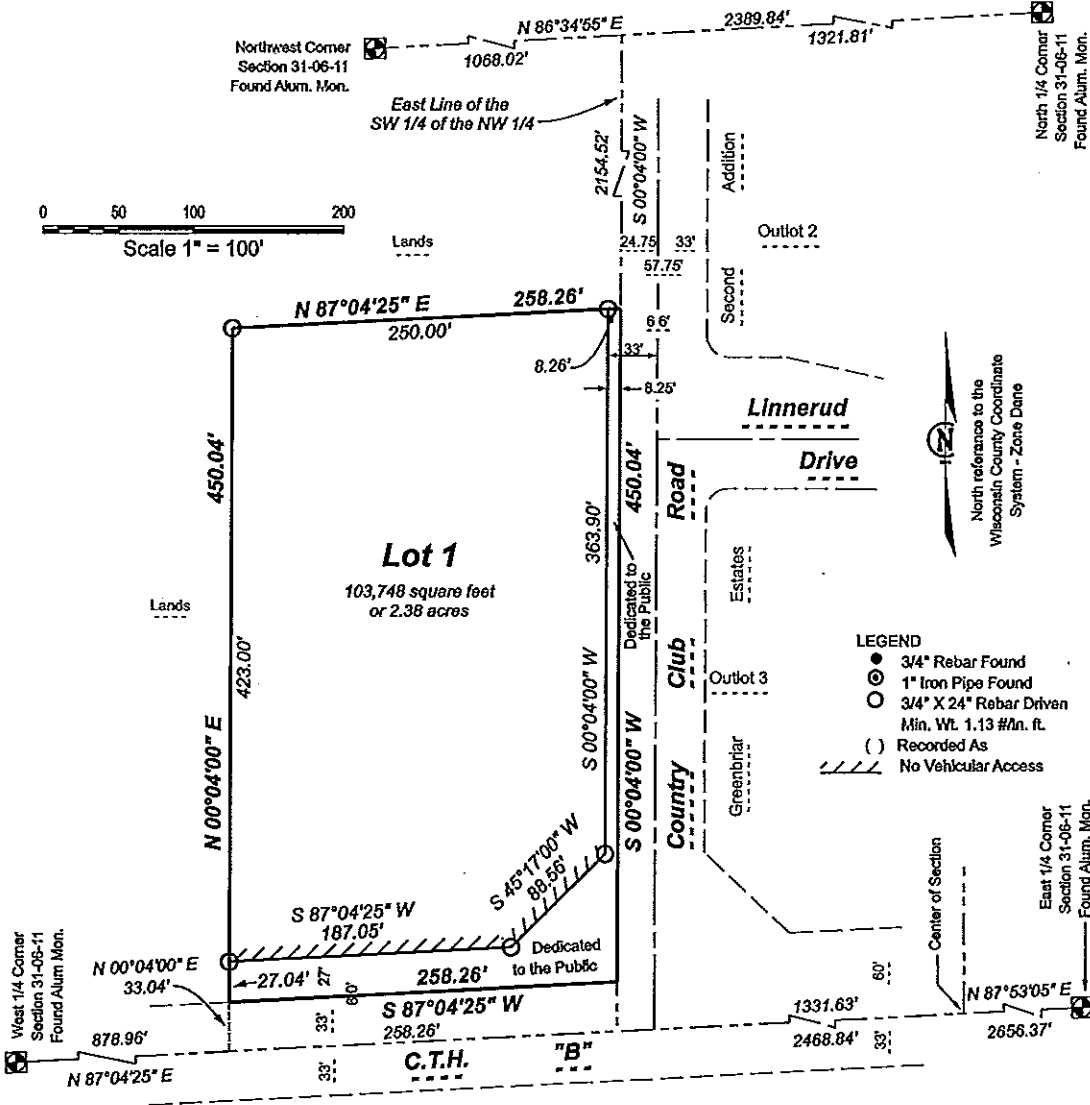 N 86°34'55" E
2389.84'
1068.02'
1321.81'
Northwest Corner
Section 31-06-11
Found Alum. Mon.
North 1/4 Corner
Section 31-06-11
Found Alum. Mon.
East Line of the
SW 1/4 of the NW 1/4
2154.52'
S 00°04'00" W
0 50 100 200
Scale 1" = 100'
Lands
24.75
33'
57.75'
Addition
Second
Outlot 2
N 87°04'25" E
258.26'
250.00'
8.26'
66'
33'
8.25'
Linnerud
Drive
North reference to the
Wisconsin County Coordinate
System - Zone Dane
N
450.04'
423.00'
N 00°04'00" E
Lot 1
103,748 square feet
or 2.38 acres
Lands
363.90'
S 00°04'00" W
450.04'
S 00°04'00" W
Dedicated to
the Public
Road
Club
Country
Estates
Outlot 3
Greenbriar
LEGEND
3/4" Rebar Found
1" Iron Pipe Found
3/4" X 24" Rebar Driven
Min. Wt. 1.13 #/ln. ft.
( ) Recorded As
No Vehicular Access
S 45°17'00" W
88.56'
S 87°04'25" W
187.05'
Dedicated
to the Public
N 00°04'00" E
33.04'
27.04'
27'
60'
33'
33'
258.26'
S 87°04'25" W
258.26'
West 1/4 Corner
Section 31-06-11
Found Alum Mon.
878.96'
N 87°04'25" E
C.T.H. "B"
1331.63'
2468.84'
60'
33'
Center of Section
N 87°53'05" E
2656.37'
East 1/4 Corner
Section 31-06-11
Found Alum. Mon.